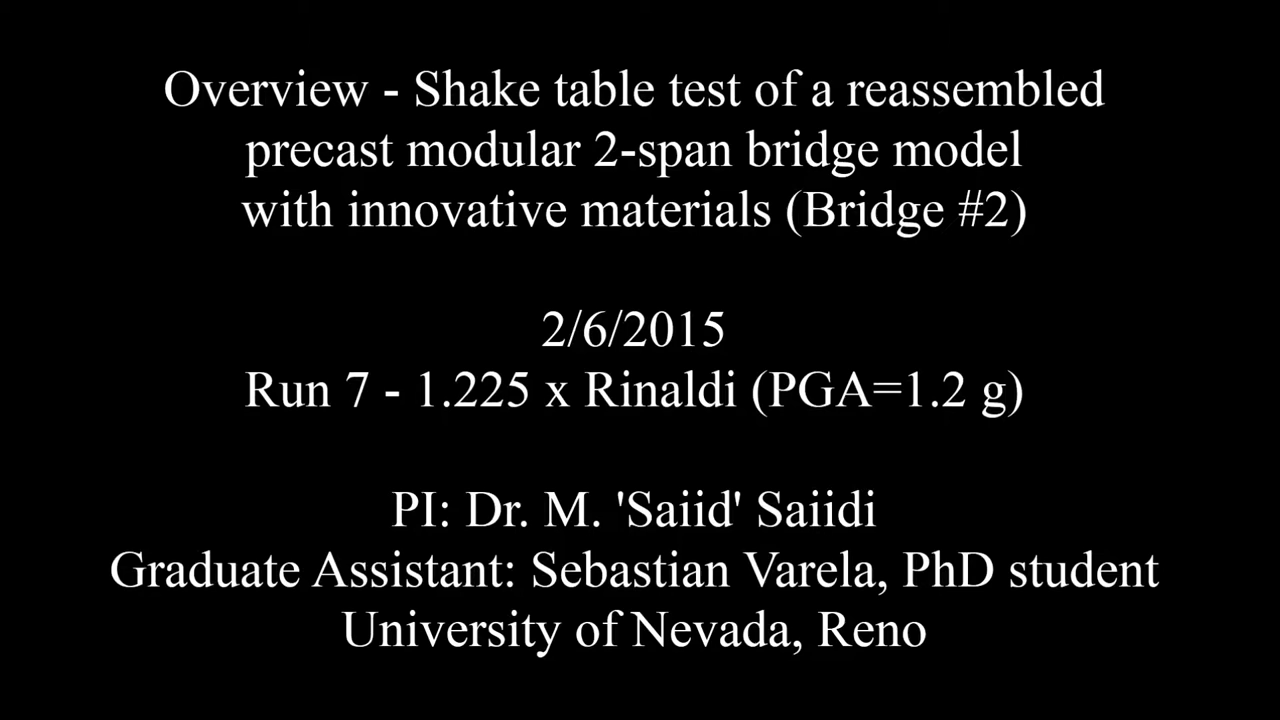 Overview - Shake table test of a reassembled
precast modular 2-span bridge model
with innovative materials (Bridge #2)
2/6/2015
Run 7 - 1.225 x Rinaldi (PGA=1.2 g)
PI: Dr. M. 'Saiid' Saiidi
Graduate Assistant: Sebastian Varela, PhD student
University of Nevada, Reno